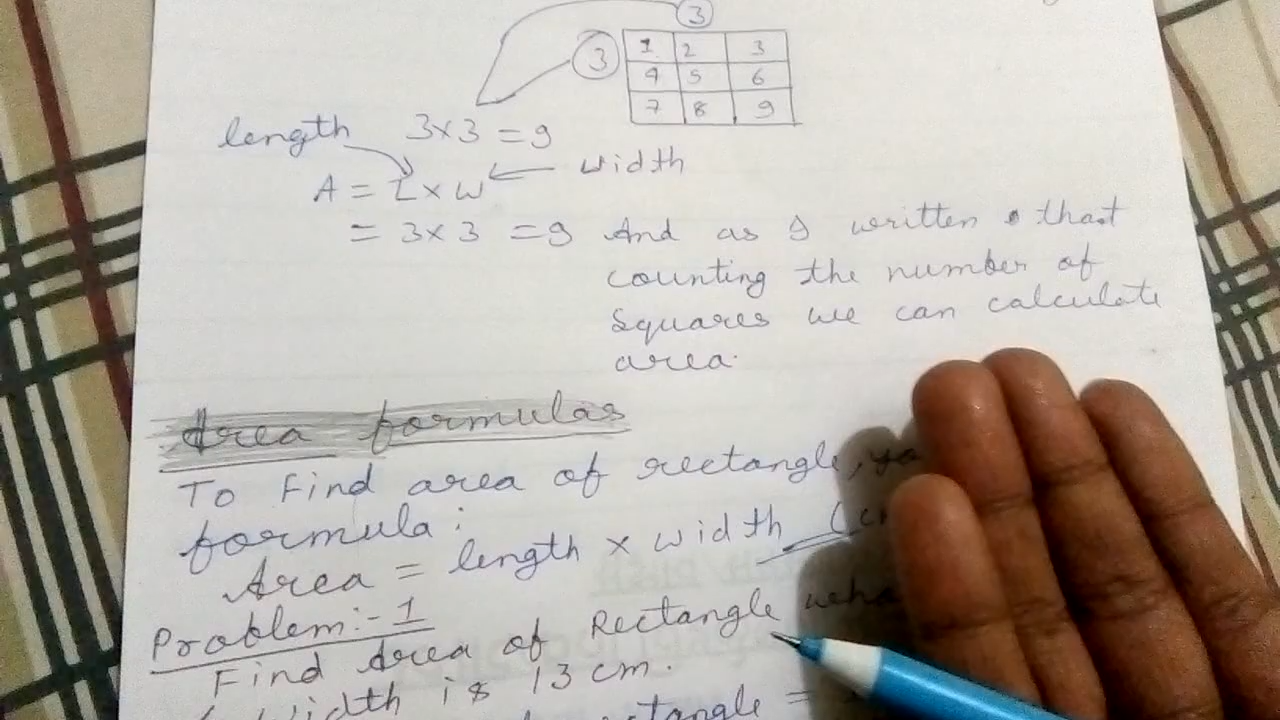 3
3
1 2 3
4 5 6
7 8 9
length 3×3 = 9
width
A = L × W
= 3×3 = 9 And as I written that
counting the number of
squares we can calculate
area.
Area formulas
To Find area of rectangle,
formula:
Area = length × width
Problem:- 1
Find Area of Rectangle
Width is 13 cm.
=